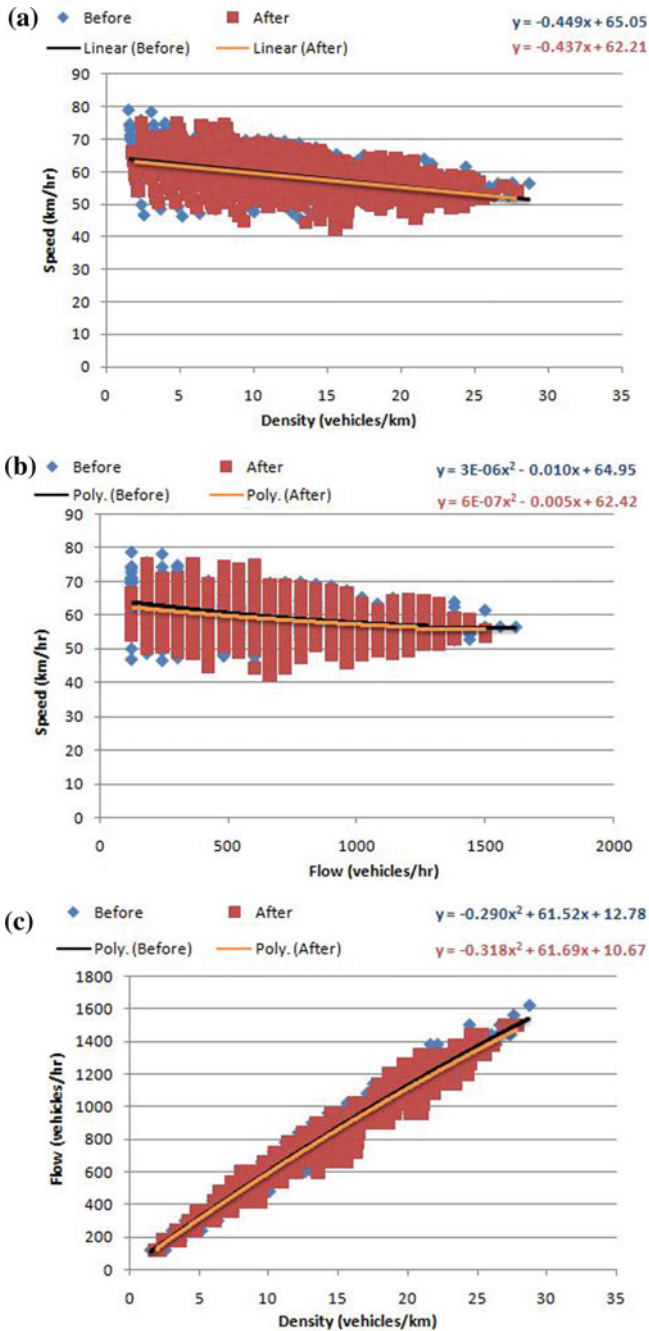 (a)
Before
After
y = -0.449x + 65.05
Linear (Before)
Linear (After)
y = -0.437x + 62.21
90
80
70
60
50
40
30
20
10
0
Speed (km/hr)
0 5 10 15 20 25 30 35
Density (vehicles/km)
(b)
Before
After
y = 3E-06x² - 0.010x + 64.95
Poly. (Before)
Poly. (After)
y = 6E-07x² - 0.005x + 62.42
90
80
70
60
50
40
30
20
10
0
Speed (km/hr)
0 500 1000 1500 2000
Flow (vehicles/hr)
(c)
Before
After
y = -0.290x² + 61.52x + 12.78
Poly. (Before)
Poly. (After)
y = -0.318x² + 61.69x + 10.67
1800
1600
1400
1200
1000
800
600
400
200
0
Flow (vehicles/hr)
0 5 10 15 20 25 30 35
Density (vehicles/km)